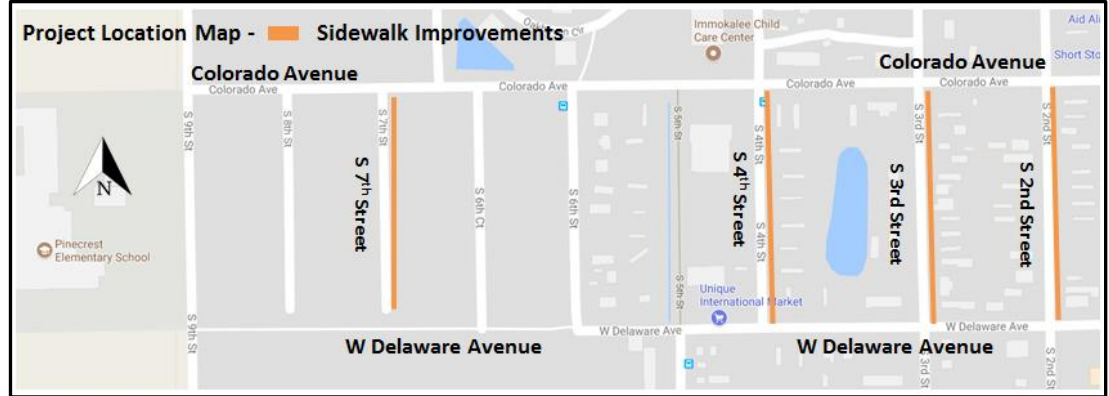 Project Location Map - Sidewalk Improvements
Immokalee Child
Care Center
Short Sto
Colorado Avenue
Colorado Avenue
Colorado Ave
Colorado Ave
Colorado Ave
Colorado Ave
S 9th St
S 8th St
S 7th St
S 7th Street
S 6th Ct
S 6th St
S 5th St
S 4th St
S 4th Street
S 4th St
S 3rd St
S 3rd Street
S 2nd St
S 2nd Street
N
Pinecrest
Elementary School
Unique
International Market
S 9th St
S 5th St
W Delaware Ave
W Delaware Ave
W Delaware Avenue
W Delaware Avenue
S 3rd St
S 2nd St